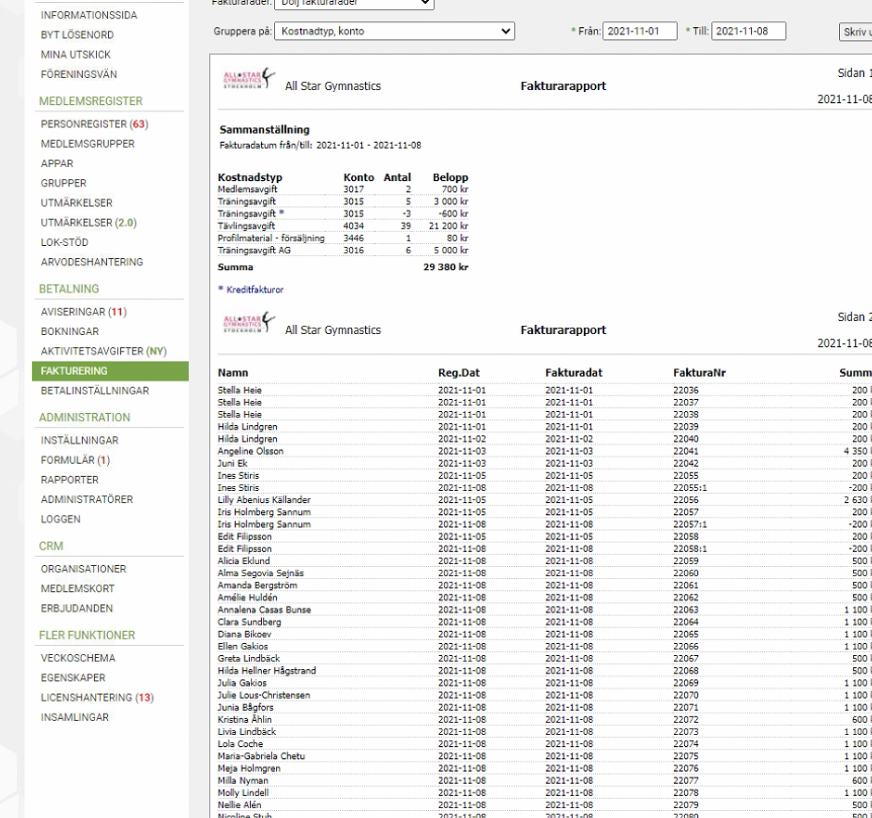 INFORMATIONSSIDA
BYT LÖSENORD
MINA UTSKICK
FÖRENINGSVÄN
MEDLEMSREGISTER
PERSONREGISTER (63)
MEDLEMSGRUPPER
APPAR
GRUPPER
UTMÄRKELSER
UTMÄRKELSER (2.0)
LOK-STÖD
ARVODESHANTERING
BETALNING
AVISERINGAR (11)
BOKNINGAR
AKTIVITETSAVGIFTER (NY)
FAKTURERING
BETALINSTÄLLNINGAR
ADMINISTRATION
INSTÄLLNINGAR
FORMULÄR (1)
RAPPORTER
ADMINISTRATÖRER
LOGGEN
CRM
ORGANISATIONER
MEDLEMSKORT
ERBJUDANDEN
FLER FUNKTIONER
VECKOSCHEMA
EGENSKAPER
LICENSHANTERING (13)
INSAMLINGAR
Fakturarader: Dölj fakturarader
Gruppera på: Kostnadtyp, konto * Från: 2021-11-01 * Till: 2021-11-08 Skriv u
ALL★STAR
GYMNASTICS
STOCKHOLM
All Star Gymnastics Fakturarapport Sidan 1
2021-11-08
Sammanställning
Fakturadatum från/till: 2021-11-01 - 2021-11-08
Kostnadstyp Konto Antal Belopp
Medlemsavgift 3017 2 700 kr
Träningsavgift 3015 5 3 000 kr
Träningsavgift * 3015 -3 -600 kr
Tävlingsavgift 4034 39 21 200 kr
Profilmaterial - försäljning 3446 1 80 kr
Träningsavgift AG 3016 6 5 000 kr
Summa 29 380 kr
* Kreditfakturor
ALL★STAR
GYMNASTICS
STOCKHOLM
All Star Gymnastics Fakturarapport Sidan 2
2021-11-08
Namn Reg.Dat Fakturadat FakturaNr Summ
Stella Heie 2021-11-01 2021-11-01 22036 200 k
Stella Heie 2021-11-01 2021-11-01 22037 200 k
Stella Heie 2021-11-01 2021-11-01 22038 200 k
Hilda Lindgren 2021-11-01 2021-11-01 22039 200 k
Hilda Lindgren 2021-11-02 2021-11-02 22040 200 k
Angeline Olsson 2021-11-03 2021-11-03 22041 4 350 k
Juni Ek 2021-11-03 2021-11-03 22042 200 k
Ines Stiris 2021-11-05 2021-11-05 22055 200 k
Ines Stiris 2021-11-08 2021-11-08 22055:1 -200 k
Lilly Abenius Källander 2021-11-05 2021-11-05 22056 2 630 k
Iris Holmberg Sannum 2021-11-05 2021-11-05 22057 200 k
Iris Holmberg Sannum 2021-11-08 2021-11-08 22057:1 -200 k
Edit Filipsson 2021-11-05 2021-11-05 22058 200 k
Edit Filipsson 2021-11-08 2021-11-08 22058:1 -200 k
Alicia Eklund 2021-11-08 2021-11-08 22059 500 k
Alma Segovia Sejnäs 2021-11-08 2021-11-08 22060 500 k
Amanda Bergström 2021-11-08 2021-11-08 22061 500 k
Amélie Huldén 2021-11-08 2021-11-08 22062 500 k
Annalena Casas Bunse 2021-11-08 2021-11-08 22063 1 100 k
Clara Sundberg 2021-11-08 2021-11-08 22064 1 100 k
Diana Bikoev 2021-11-08 2021-11-08 22065 1 100 k
Ellen Gakios 2021-11-08 2021-11-08 22066 1 100 k
Greta Lindbäck 2021-11-08 2021-11-08 22067 500 k
Hilda Hellner Hågstrand 2021-11-08 2021-11-08 22068 500 k
Julia Gakios 2021-11-08 2021-11-08 22069 1 100 k
Julie Lous-Christensen 2021-11-08 2021-11-08 22070 1 100 k
Junia Bågfors 2021-11-08 2021-11-08 22071 1 100 k
Kristina Åhlin 2021-11-08 2021-11-08 22072 600 k
Livia Lindbäck 2021-11-08 2021-11-08 22073 1 100 k
Lola Coche 2021-11-08 2021-11-08 22074 1 100 k
Maria-Gabriela Chetu 2021-11-08 2021-11-08 22075 1 100 k
Meja Holmgren 2021-11-08 2021-11-08 22076 1 100 k
Milla Nyman 2021-11-08 2021-11-08 22077 600 k
Molly Lindell 2021-11-08 2021-11-08 22078 1 100 k
Nellie Alén 2021-11-08 2021-11-08 22079 500 k
Nicoline Stub 2021-11-08 2021-11-08 22080 500 k